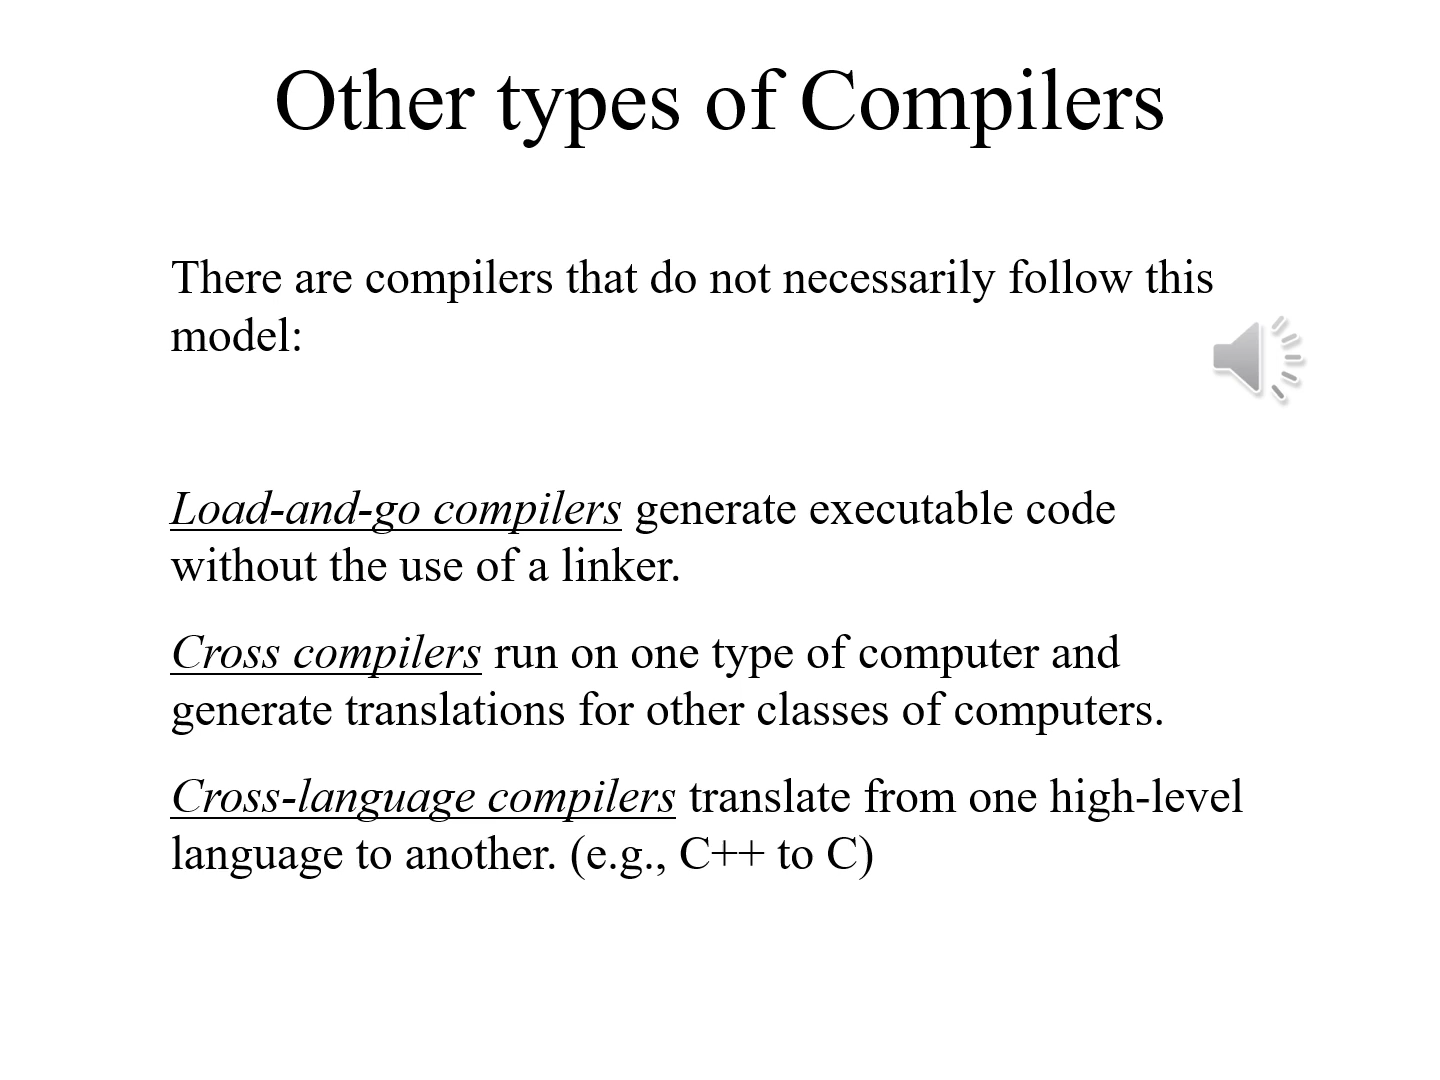 Other types of Compilers
There are compilers that do not necessarily follow this
model:
Load-and-go compilers generate executable code
without the use of a linker.
Cross compilers run on one type of computer and
generate translations for other classes of computers.
Cross-language compilers translate from one high-level
language to another. (e.g., C++ to C)